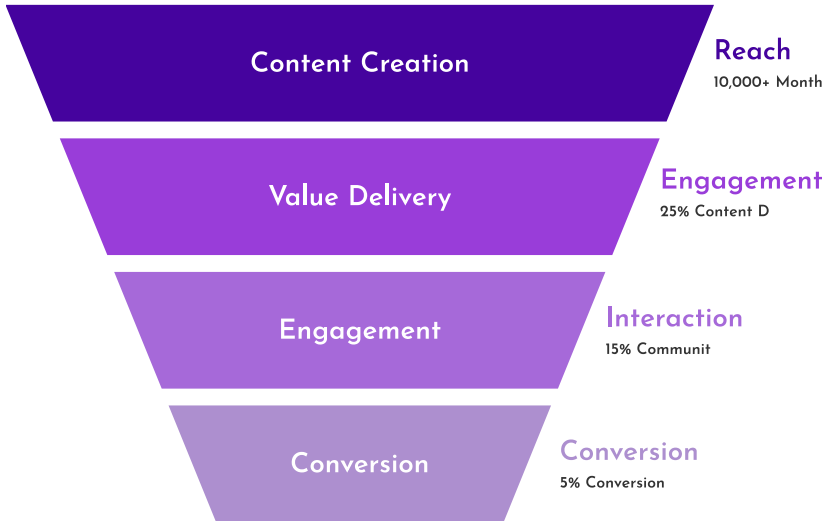 Content Creation
Reach
10,000+ Month
Value Delivery
Engagement
25% Content D
Engagement
Interaction
15% Communit
Conversion
Conversion
5% Conversion